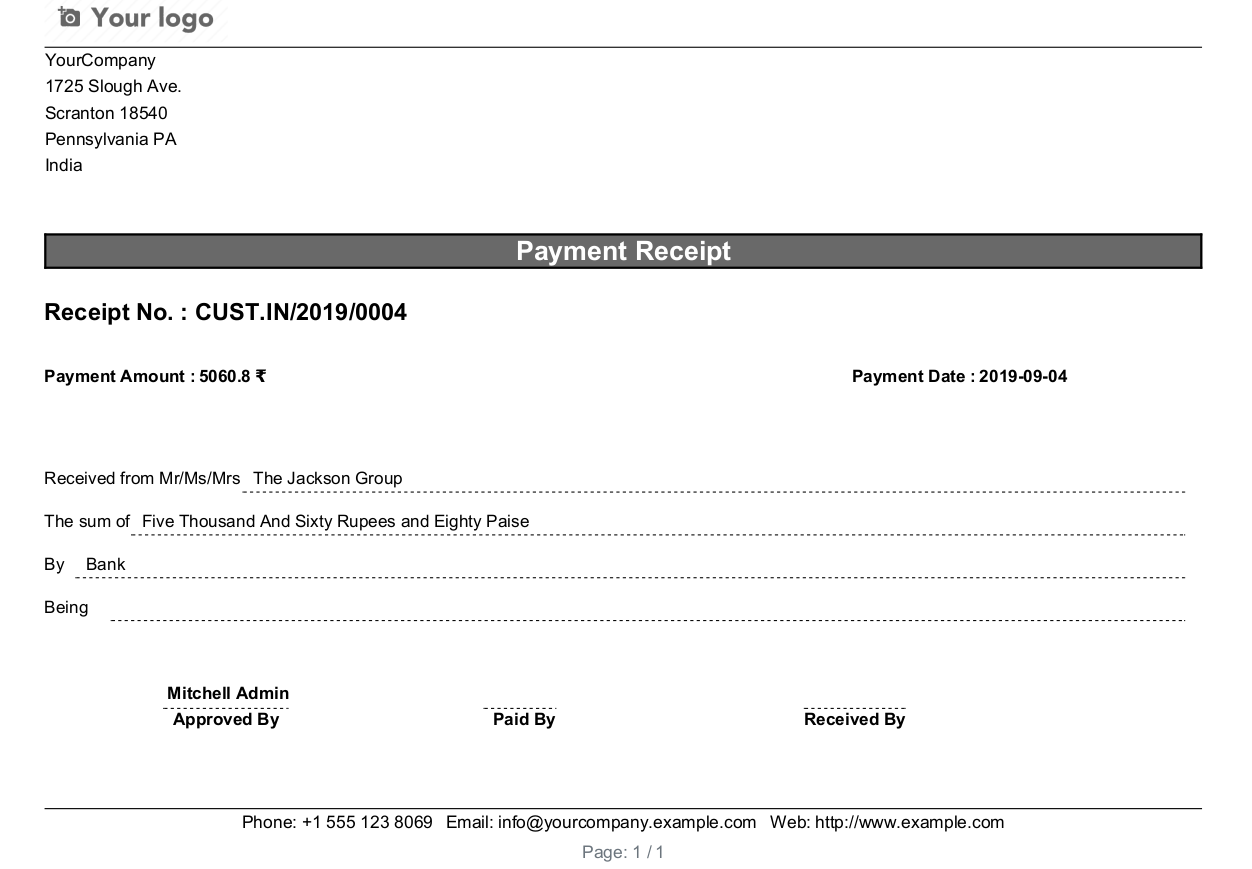 Your logo
YourCompany
1725 Slough Ave.
Scranton 18540
Pennsylvania PA
India
Payment Receipt
Receipt No. : CUST.IN/2019/0004
Payment Amount : 5060.8 ₹ Payment Date : 2019-09-04
Received from Mr/Ms/Mrs The Jackson Group
The sum of Five Thousand And Sixty Rupees and Eighty Paise
By Bank
Being
Mitchell Admin
Approved By Paid By Received By
Phone: +1 555 123 8069 Email: info@yourcompany.example.com Web: http://www.example.com
Page: 1 / 1